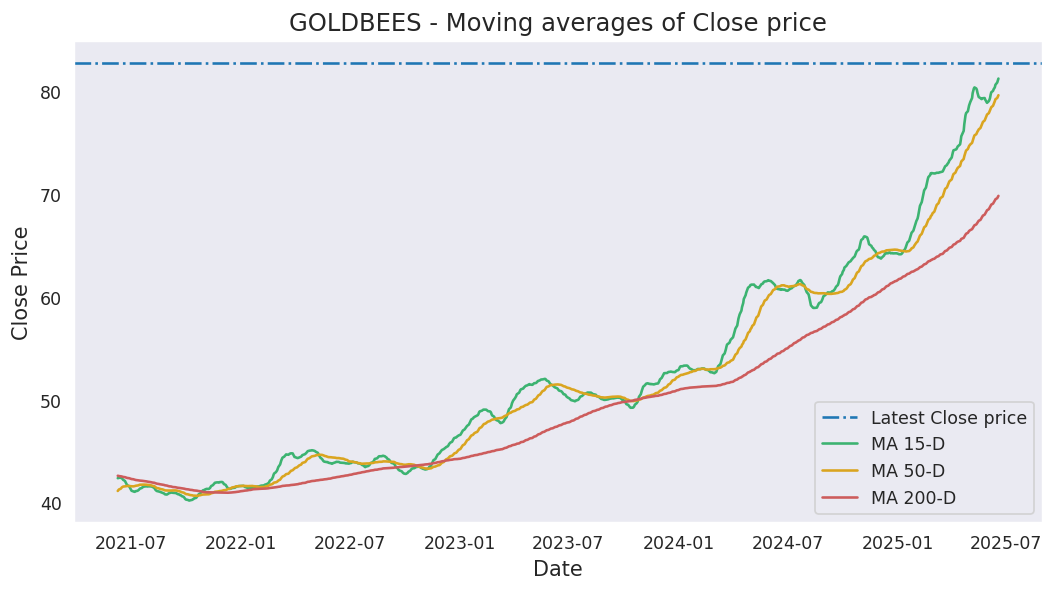 GOLDBEES - Moving averages of Close price
Close Price
80
70
60
50
40
2021-07 2022-01 2022-07 2023-01 2023-07 2024-01 2024-07 2025-01 2025-07
Date
Latest Close price
MA 15-D
MA 50-D
MA 200-D